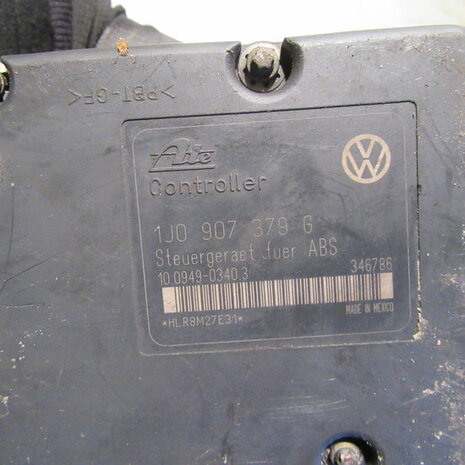 >PBT-GF<
Ate
Controller
1J0 907 379 G
Steuergeraet fuer ABS
10.0949-0340.3 346786
*HLR8M27E31* MADE IN MEXICO